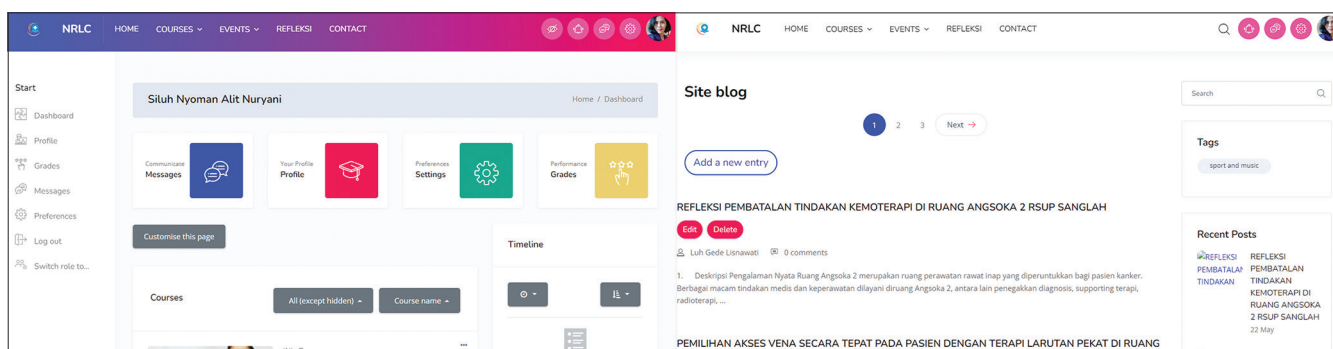 NRLC HOME COURSES EVENTS REFLEKSI CONTACT
Start
Dashboard
Profile
Grades
Messages
Preferences
Log out
Switch role to...
Siluh Nyoman Alit Nuryani
Home / Dashboard
Communicate
Messages
Your Profile
Profile
Preferences
Settings
Performance
Grades
Customise this page
Courses
All (except hidden)
Course name
Timeline
NRLC HOME COURSES EVENTS REFLEKSI CONTACT
Site blog
1 2 3 Next →
Add a new entry
REFLEKSI PEMBATALAN TINDAKAN KEMOTERAPI DI RUANG ANGSOKA 2 RSUP SANGLAH
Edit Delete
Luh Gede Lisnawati 0 comments
1. Deskripsi Pengalaman Nyata Ruang Angsoka 2 merupakan ruang perawatan rawat inap yang diperuntukkan bagi pasien kanker.
Berbagai macam tindakan medis dan keperawatan dilayani diruang Angsoka 2, antara lain penegakkan diagnosis, supporting terapi,
radioterapi, ...
PEMILIHAN AKSES VENA SECARA TEPAT PADA PASIEN DENGAN TERAPI LARUTAN PEKAT DI RUANG
Search
Tags
sport and music
Recent Posts
REFLEKSI
PEMBATALAN
TINDAKAN
REFLEKSI
PEMBATALAN
TINDAKAN
KEMOTERAPI DI
RUANG ANGSOKA
2 RSUP SANGLAH
22 May